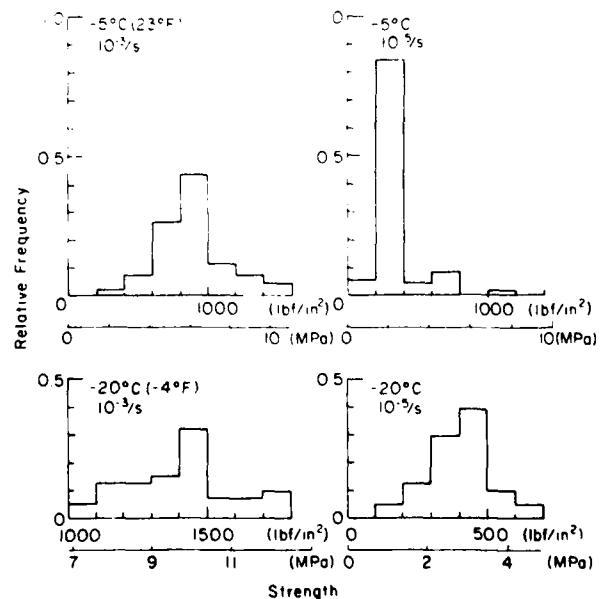 -5°C (23°F)
10⁻³/s
-5°C
10⁻⁵/s
0.5
0.5
Relative Frequency
0
1000
(lbf/in²)
0
1000
(lbf/in²)
0
10 (MPa)
0
10 (MPa)
0.5
-20°C (-4°F)
10⁻³/s
0.5
-20°C
10⁻⁵/s
0
0
1000
1500
(lbf/in²)
0
500
(lbf/in²)
7
9
11
(MPa)
0
2
4
(MPa)
Strength